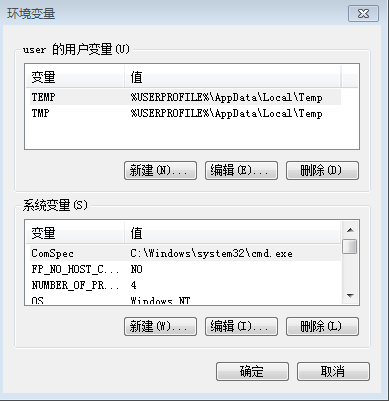 环境变量
user 的用户变量(U)
变量 值
TEMP %USERPROFILE%\AppData\Local\Temp
TMP %USERPROFILE%\AppData\Local\Temp
新建(N)... 编辑(E)... 删除(D)
系统变量(S)
变量 值
ComSpec C:\Windows\system32\cmd.exe
FP_NO_HOST_C... NO
NUMBER_OF_PR... 4
OS Windows_NT
新建(W)... 编辑(I)... 删除(L)
确定 取消